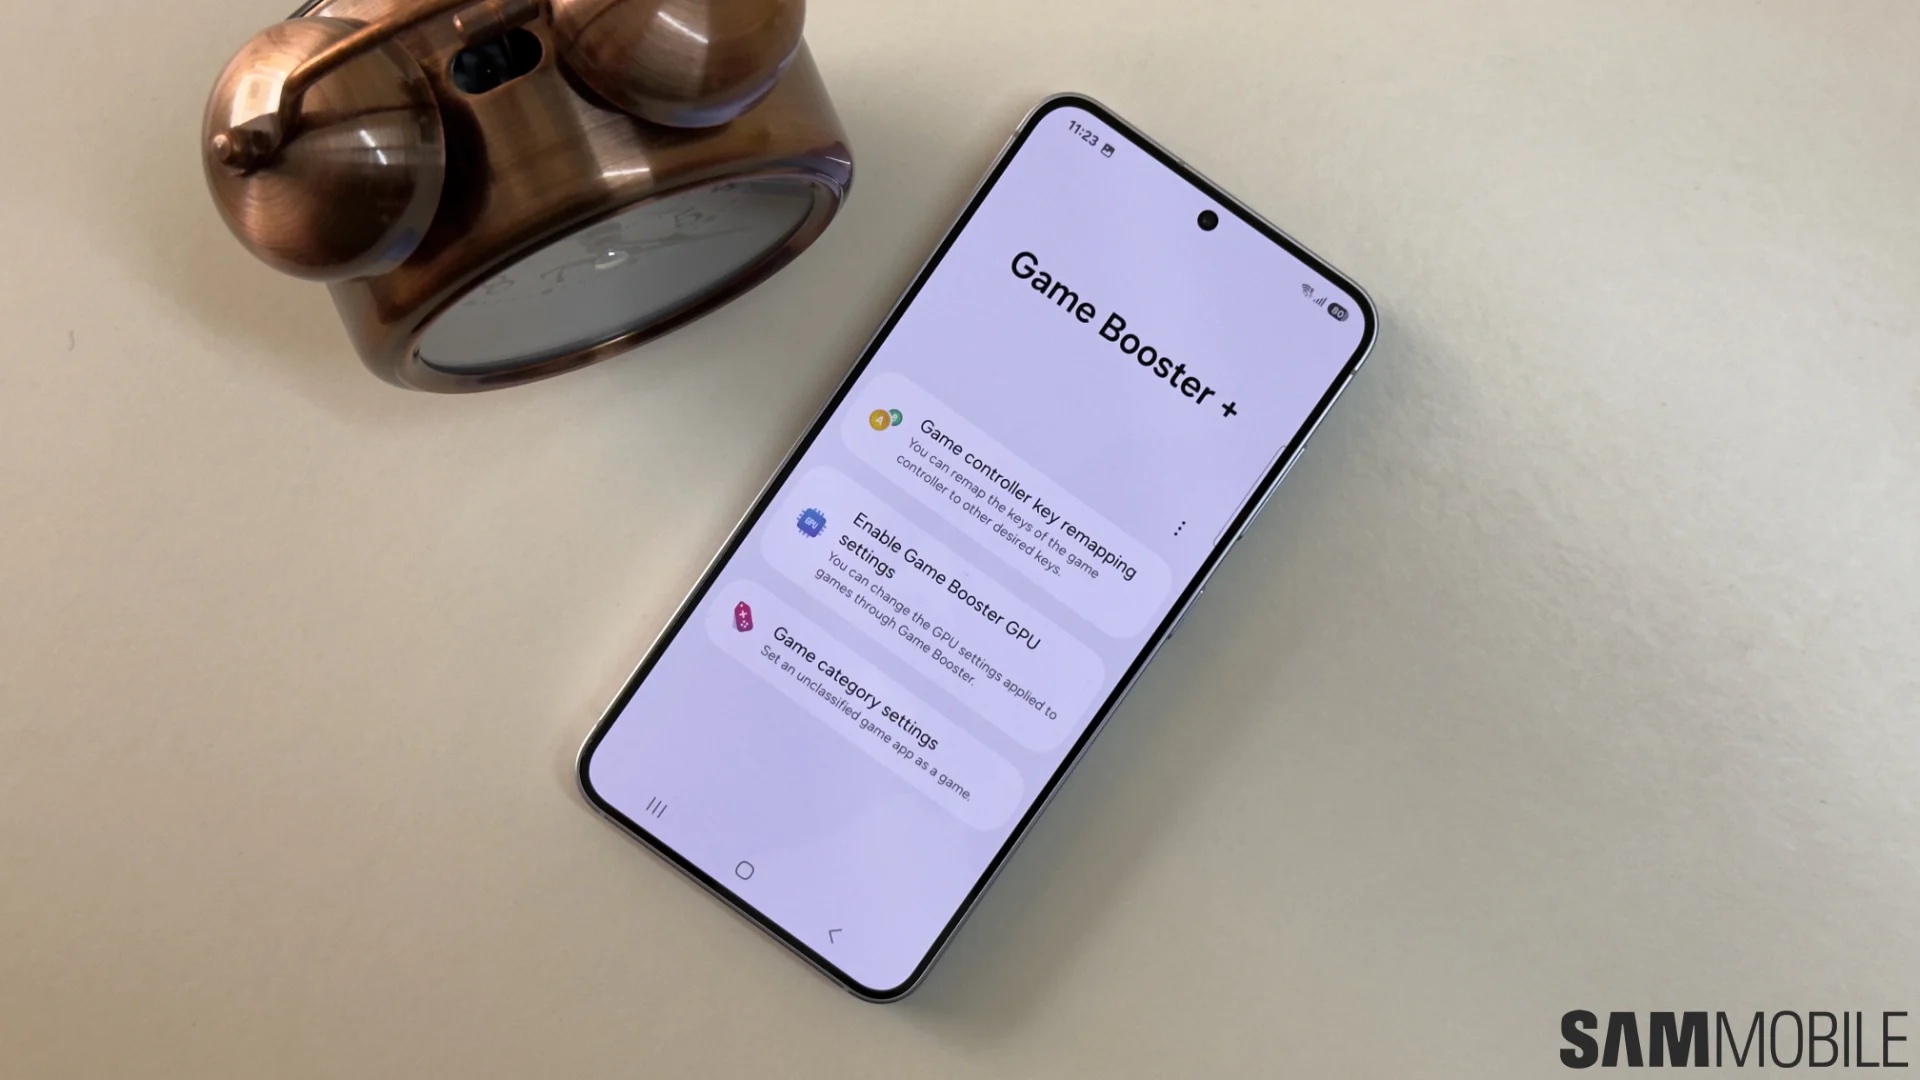 11:23
80
Game Booster +
A
Game controller key remapping
You can remap the keys of the game
controller to other desired keys.
GPU
Enable Game Booster GPU
settings
You can change the GPU settings applied to
games through Game Booster.
Game category settings
Set an unclassified game app as a game.
SAMMOBILE